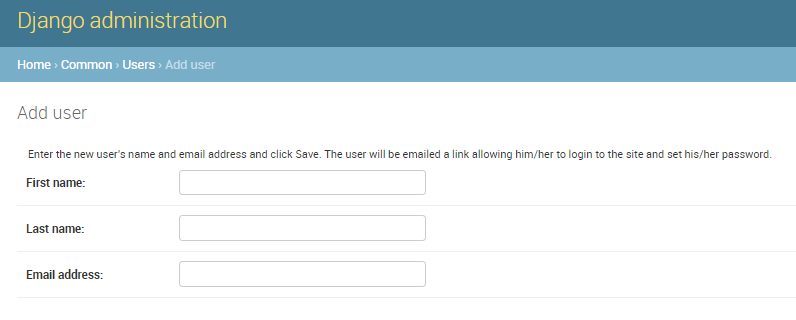 Django administration
Home › Common › Users › Add user
Add user
Enter the new user's name and email address and click Save. The user will be emailed a link allowing him/her to login to the site and set his/her password.
First name:
Last name:
Email address: